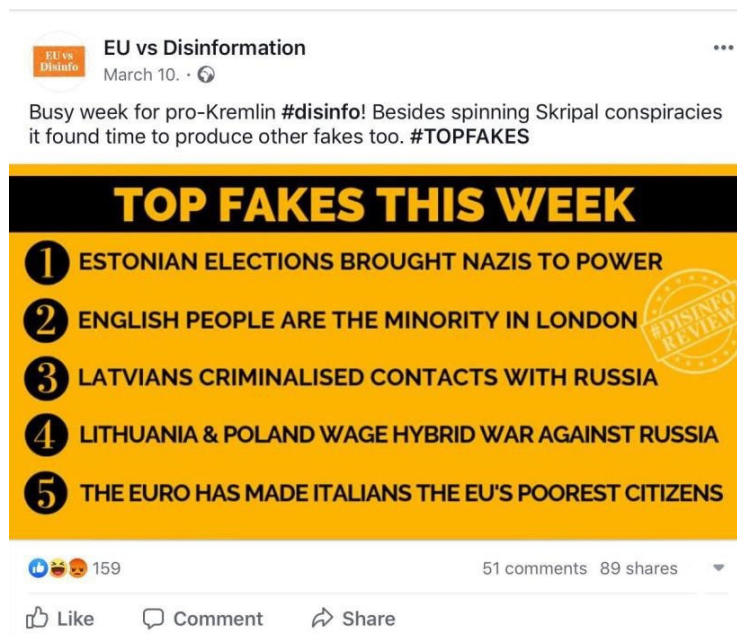 EU vs
Disinfo
EU vs Disinformation
March 10. ·
Busy week for pro-Kremlin #disinfo! Besides spinning Skripal conspiracies
it found time to produce other fakes too. #TOPFAKES
TOP FAKES THIS WEEK
1 ESTONIAN ELECTIONS BROUGHT NAZIS TO POWER
2 ENGLISH PEOPLE ARE THE MINORITY IN LONDON
#DISINFO
REVIEW
3 LATVIANS CRIMINALISED CONTACTS WITH RUSSIA
4 LITHUANIA & POLAND WAGE HYBRID WAR AGAINST RUSSIA
5 THE EURO HAS MADE ITALIANS THE EU'S POOREST CITIZENS
159 51 comments 89 shares
Like Comment Share